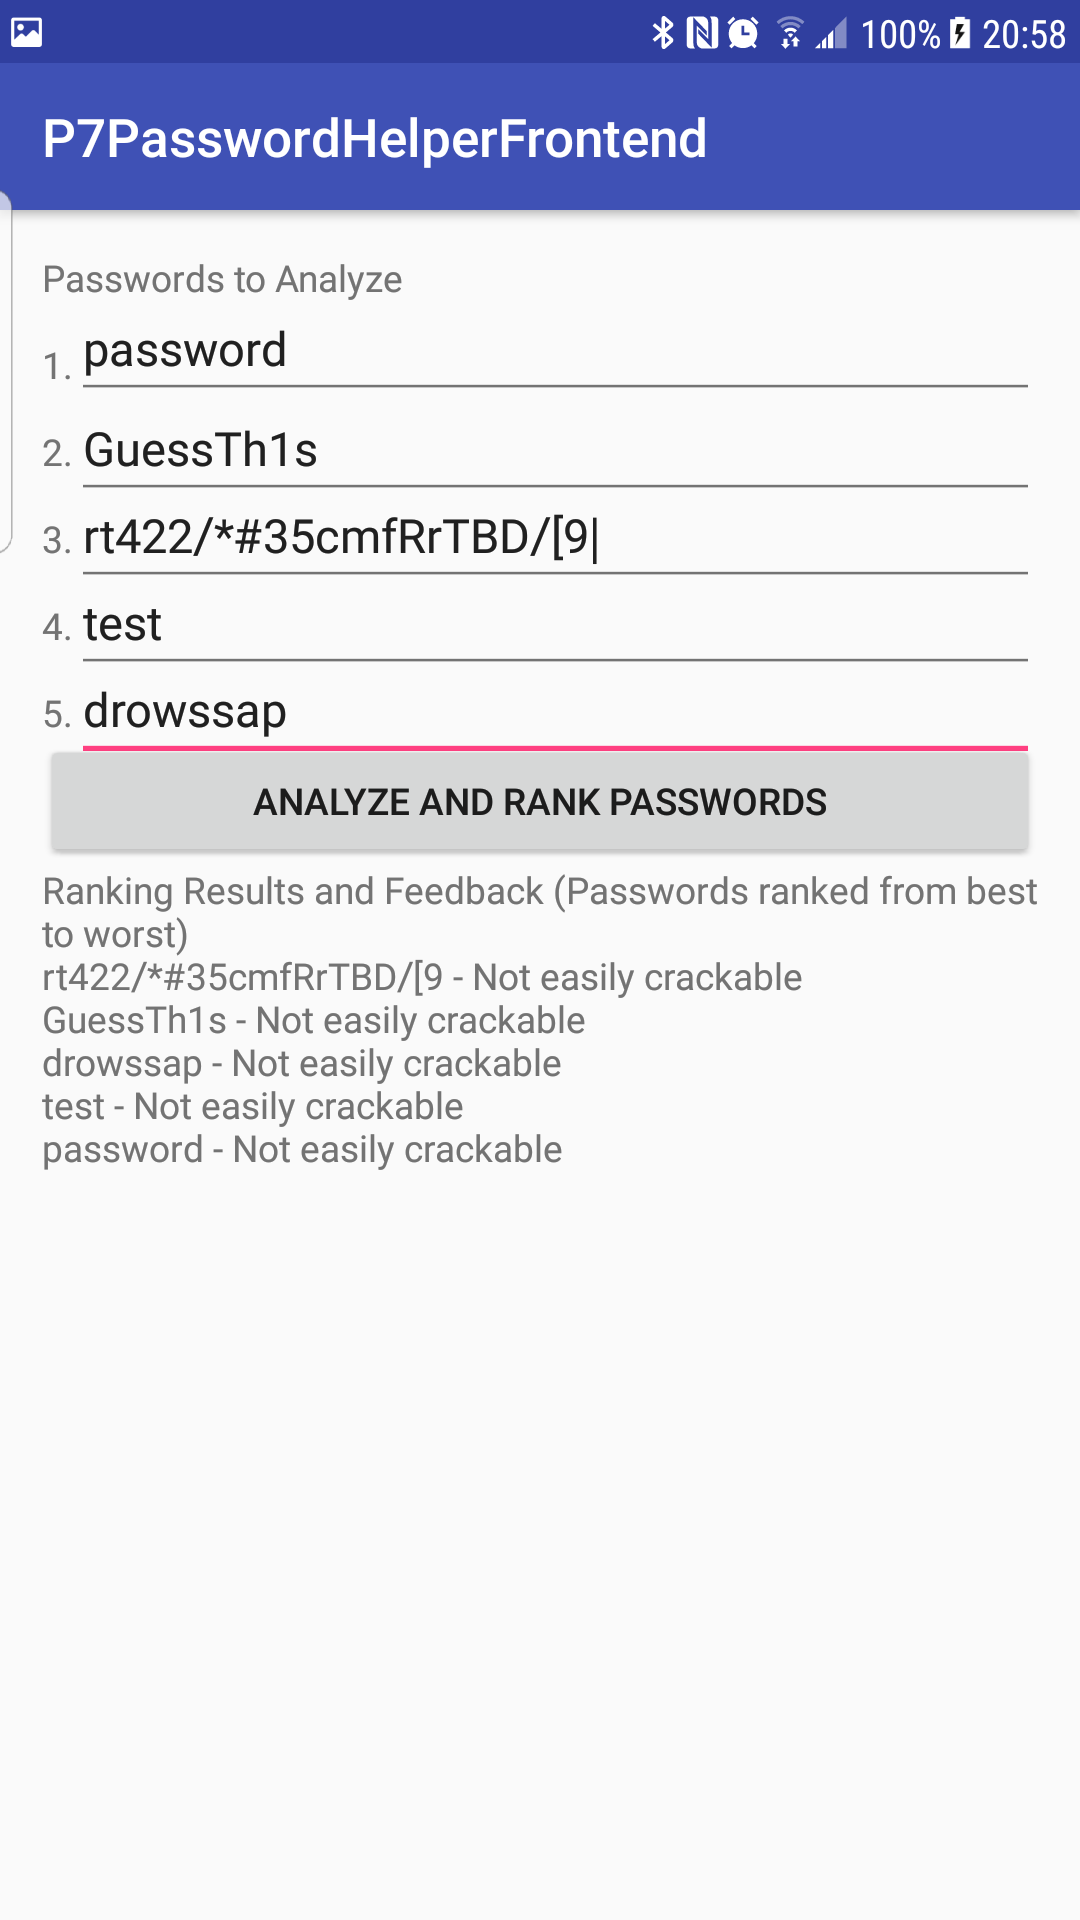 100% 20:58
P7PasswordHelperFrontend
Passwords to Analyze
1. password
2. GuessTh1s
3. rt422/*#35cmfRrTBD/[9|
4. test
5. drowssap
ANALYZE AND RANK PASSWORDS
Ranking Results and Feedback (Passwords ranked from best
to worst)
rt422/*#35cmfRrTBD/[9 - Not easily crackable
GuessTh1s - Not easily crackable
drowssap - Not easily crackable
test - Not easily crackable
password - Not easily crackable